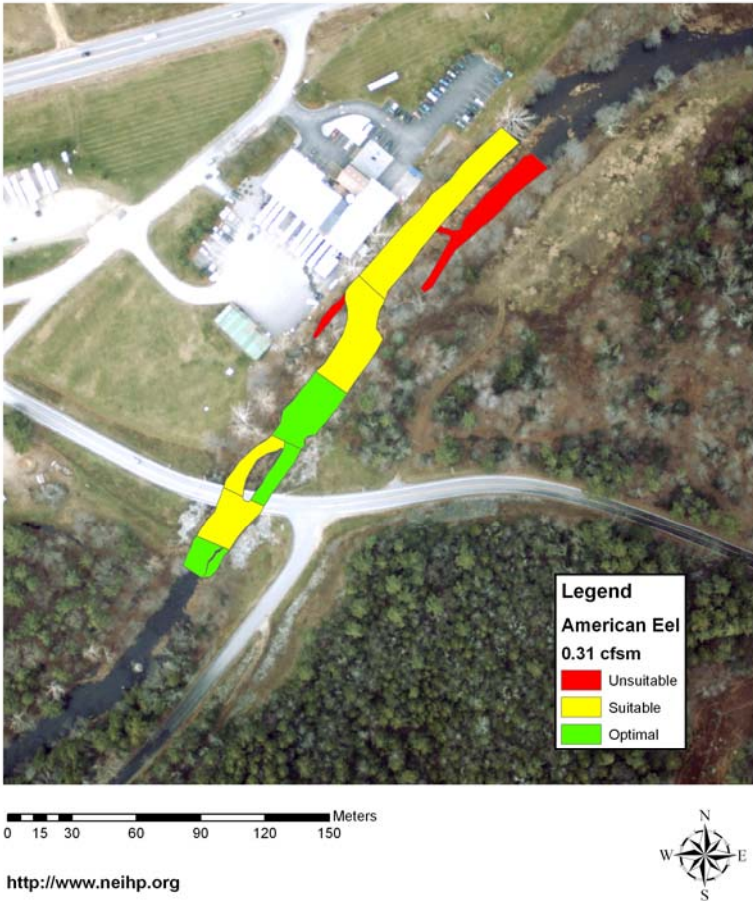 Legend
American Eel
0.31 cfsm
Unsuitable
Suitable
Optimal
Meters
0 15 30 60 90 120 150
http://www.neihp.org
N
W E
S